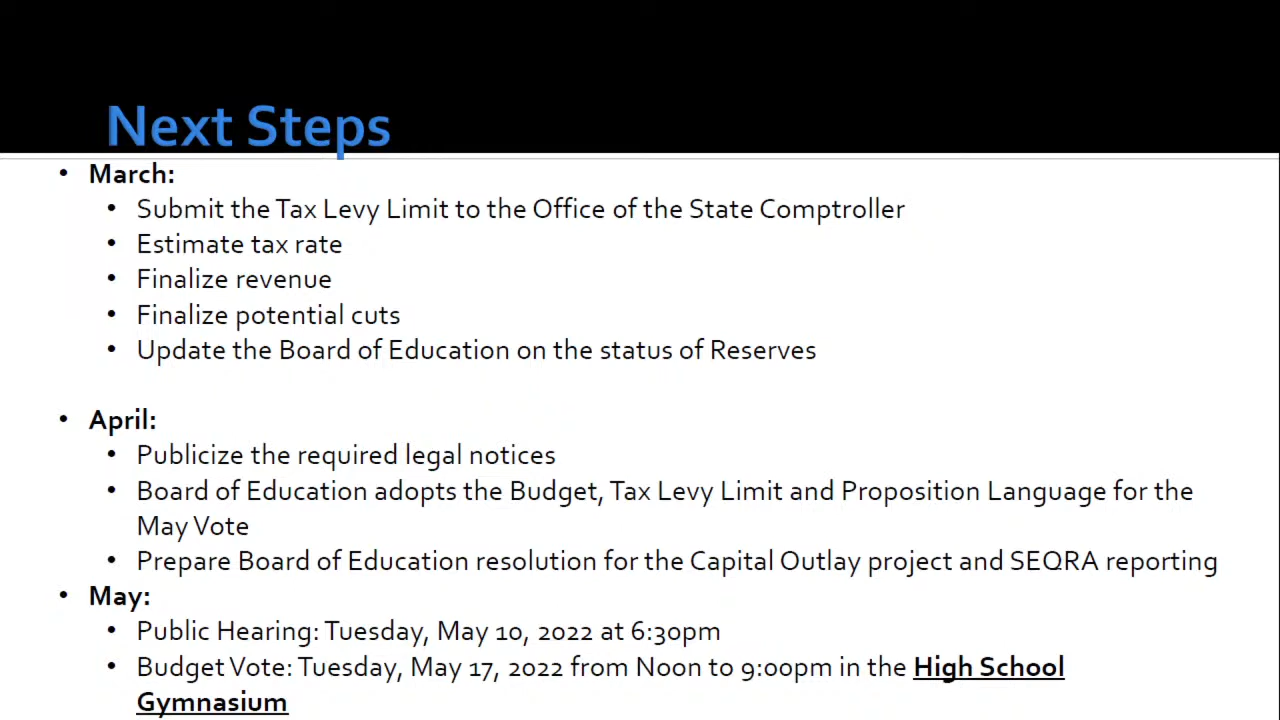 Next Steps
• March:
• Submit the Tax Levy Limit to the Office of the State Comptroller
• Estimate tax rate
• Finalize revenue
• Finalize potential cuts
• Update the Board of Education on the status of Reserves
• April:
• Publicize the required legal notices
• Board of Education adopts the Budget, Tax Levy Limit and Proposition Language for the
May Vote
• Prepare Board of Education resolution for the Capital Outlay project and SEQRA reporting
• May:
• Public Hearing: Tuesday, May 10, 2022 at 6:30pm
• Budget Vote: Tuesday, May 17, 2022 from Noon to 9:00pm in the High School
Gymnasium